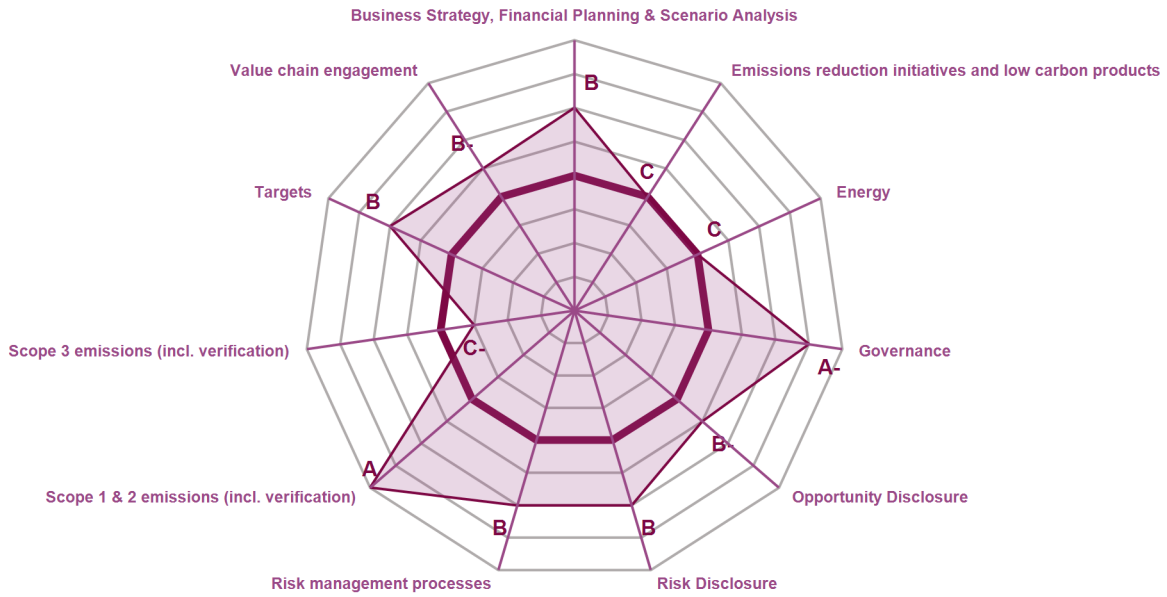 Business Strategy, Financial Planning & Scenario Analysis
Value chain engagement
Emissions reduction initiatives and low carbon products
B
B-
C
Targets
B
Energy
C
Scope 3 emissions (incl. verification)
C-
Governance
A-
B-
A
Scope 1 & 2 emissions (incl. verification)
Opportunity Disclosure
B
B
Risk management processes
Risk Disclosure